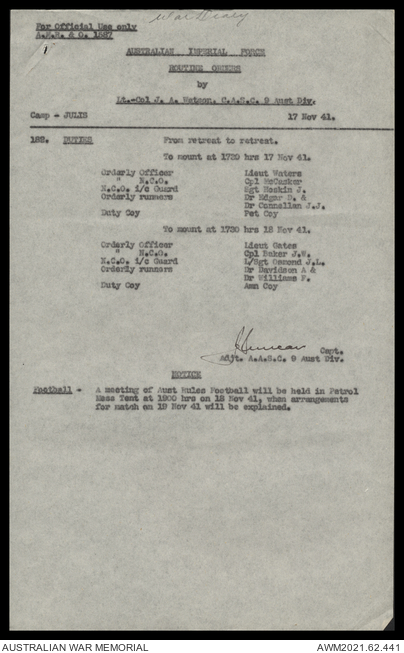 War Diary
For Official Use only
A.M.R. & O. 1527
AUSTRALIAN IMPERIAL FORCE
ROUTINE ORDERS
by
Lt.-Col J. A. Watson, C.A.S.C. 9 Aust Div.
Camp - JULIS 17 Nov 41.
182. DUTIES From retreat to retreat.
To mount at 1729 hrs 17 Nov 41.
Orderly Officer Lieut Waters
" N.C.O. Cpl McCusker
N.C.O. i/c Guard Sgt Hoskin J.
Orderly runners Dr Edgar D. &
Dr Connellan J.J.
Duty Coy Pet Coy
To mount at 1730 hrs 18 Nov 41.
Orderly Officer Lieut Gates
" N.C.O. Cpl Baker J.W.
N.C.O. i/c Guard L/Sgt Osmond J.L.
Orderly runners Dr Davidson A &
Dr Williams F.
Duty Coy Amn Coy
Capt.
Adjt. A.A.S.C. 9 Aust Div.
NOTICE
Football - A meeting of Aust Rules Football will be held in Patrol
Mess Tent at 1900 hrs on 18 Nov 41, when arrangements
for match on 19 Nov 41 will be explained.
AUSTRALIAN WAR MEMORIAL AWM2021.62.441